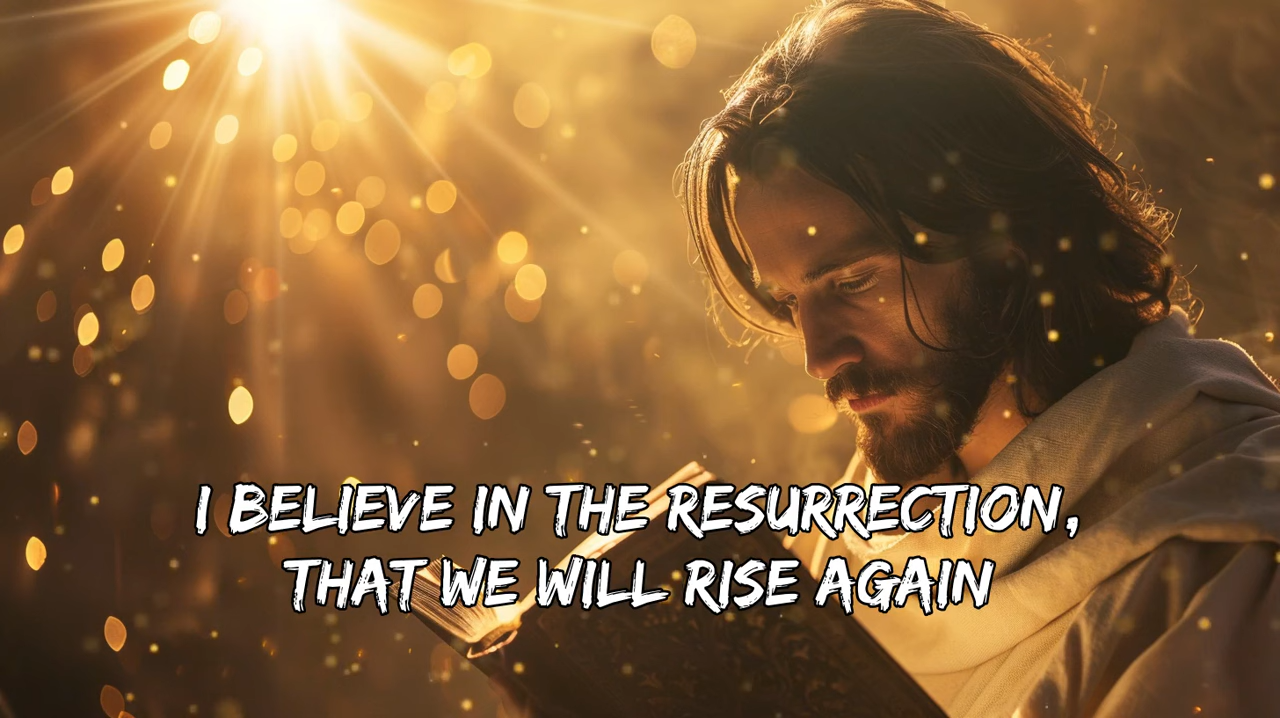 I BELIEVE IN THE RESURRECTION,
THAT WE WILL RISE AGAIN